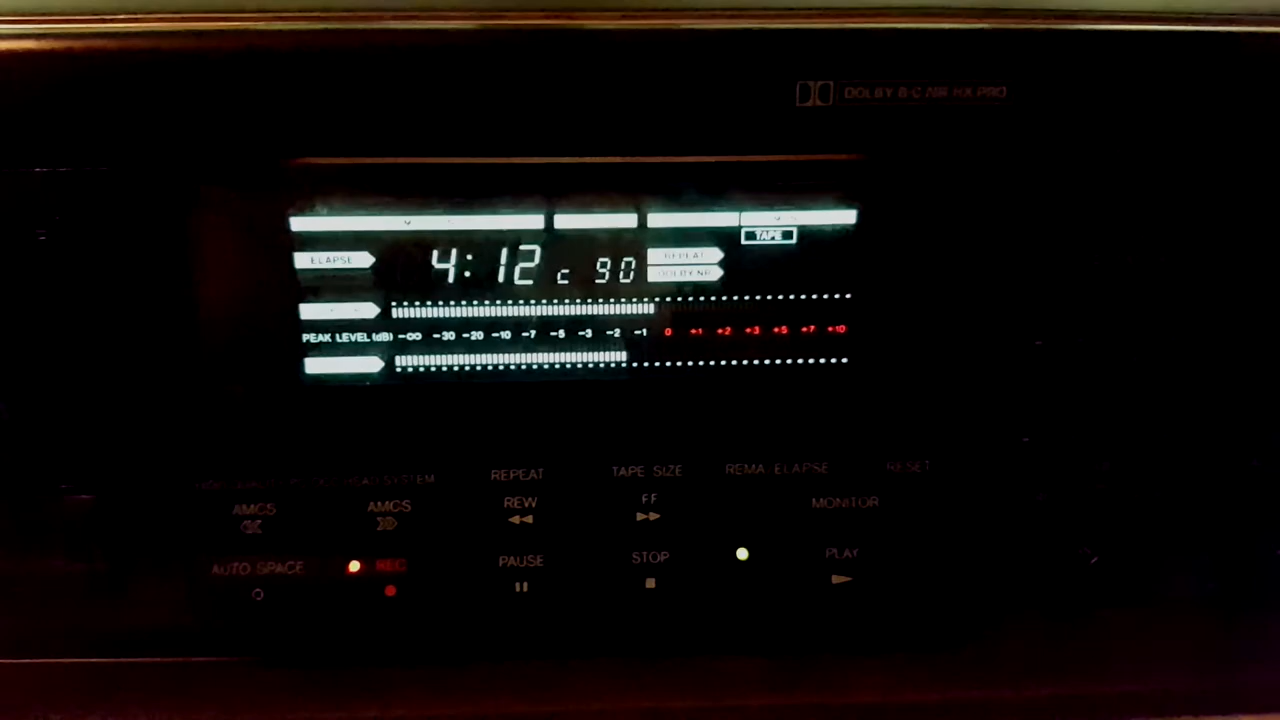 DOLBY B·C NR HX PRO
TAPE
ELAPSE 4:12 c 90 REPEAT
DOLBY NR
PEAK LEVEL (dB) -∞ -30 -20 -10 -7 -5 -3 -2 -1 0 +1 +2 +3 +5 +7 +10
HEAD SYSTEM
REPEAT TAPE SIZE REMA. ELAPSE RESET
AMCS AMCS REW FF MONITOR
AUTO SPACE REC PAUSE STOP PLAY